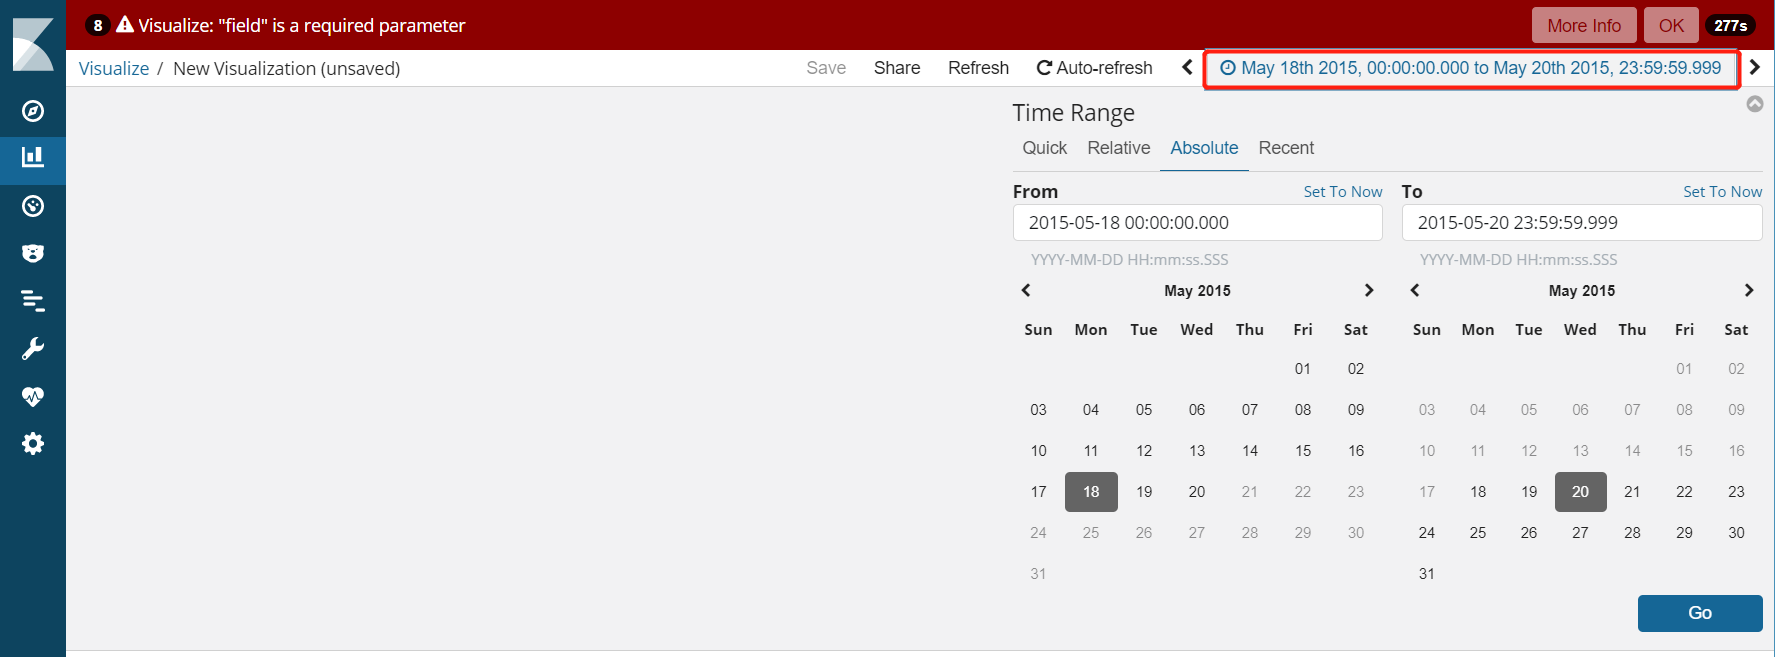 8 Visualize: "field" is a required parameter More Info OK 277s
Visualize / New Visualization (unsaved) Save Share Refresh Auto-refresh May 18th 2015, 00:00:00.000 to May 20th 2015, 23:59:59.999
Time Range
Quick Relative Absolute Recent
From Set To Now To Set To Now
2015-05-18 00:00:00.000 2015-05-20 23:59:59.999
YYYY-MM-DD HH:mm:ss.SSS YYYY-MM-DD HH:mm:ss.SSS
May 2015 May 2015
Sun Mon Tue Wed Thu Fri Sat Sun Mon Tue Wed Thu Fri Sat
01 02 01 02
03 04 05 06 07 08 09 03 04 05 06 07 08 09
10 11 12 13 14 15 16 10 11 12 13 14 15 16
17 18 19 20 21 22 23 17 18 19 20 21 22 23
24 25 26 27 28 29 30 24 25 26 27 28 29 30
31 31
Go